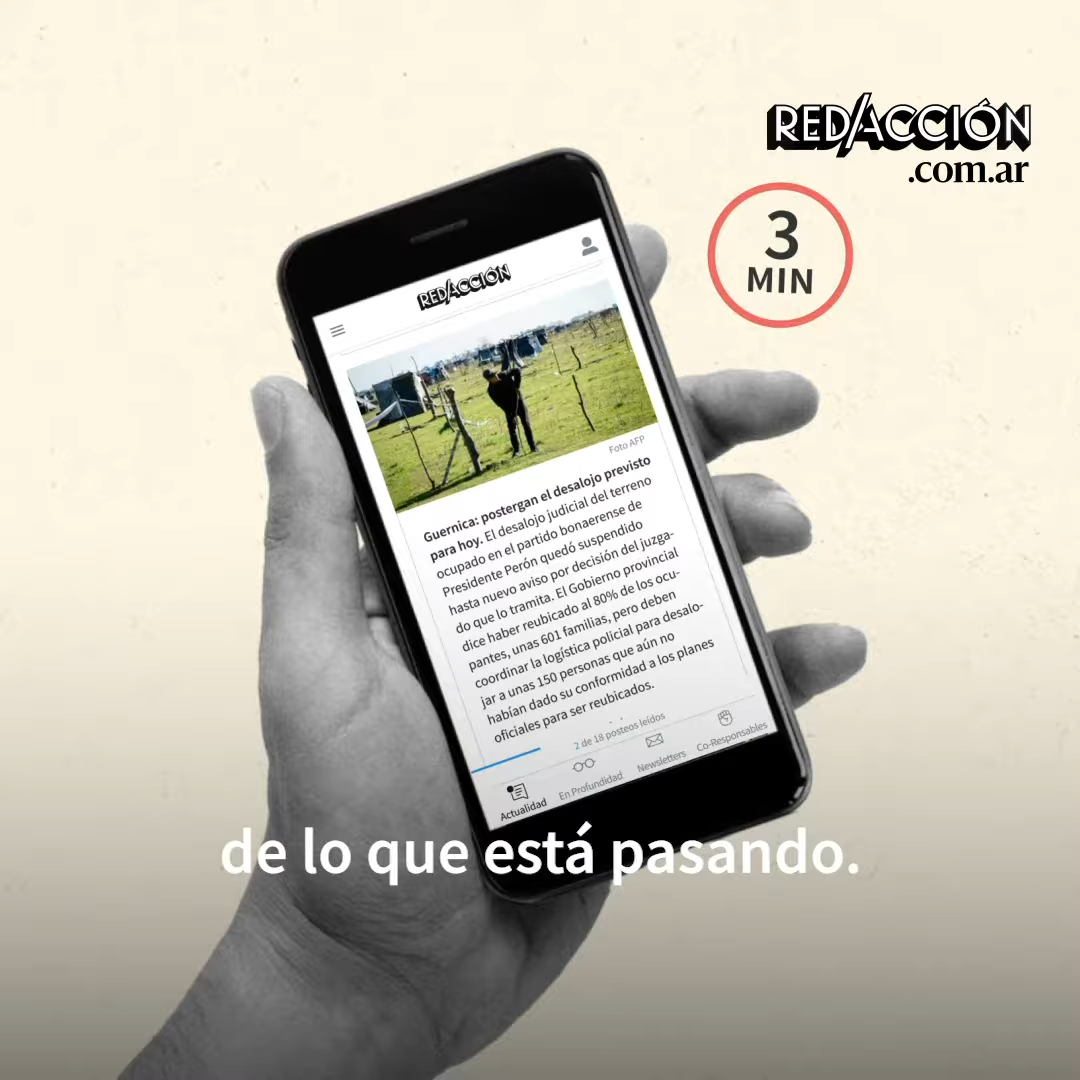 RED/ACCIÓN
.com.ar
3
MIN
RED/ACCIÓN
Foto AFP
Guernica: postergan el desalojo previsto
para hoy. El desalojo judicial del terreno
ocupado en el partido bonaerense de
Presidente Perón quedó suspendido
hasta nuevo aviso por decisión del juzga-
do que lo tramita. El Gobierno provincial
dice haber reubicado al 80% de los ocu-
pantes, unas 601 familias, pero deben
coordinar la logística policial para desalo-
jar a unas 150 personas que aún no
habían dado su conformidad a los planes
oficiales para ser reubicados.
2 de 18 posteos leídos
Actualidad
En Profundidad
Newsletters
Co-Responsables
de lo que está pasando.